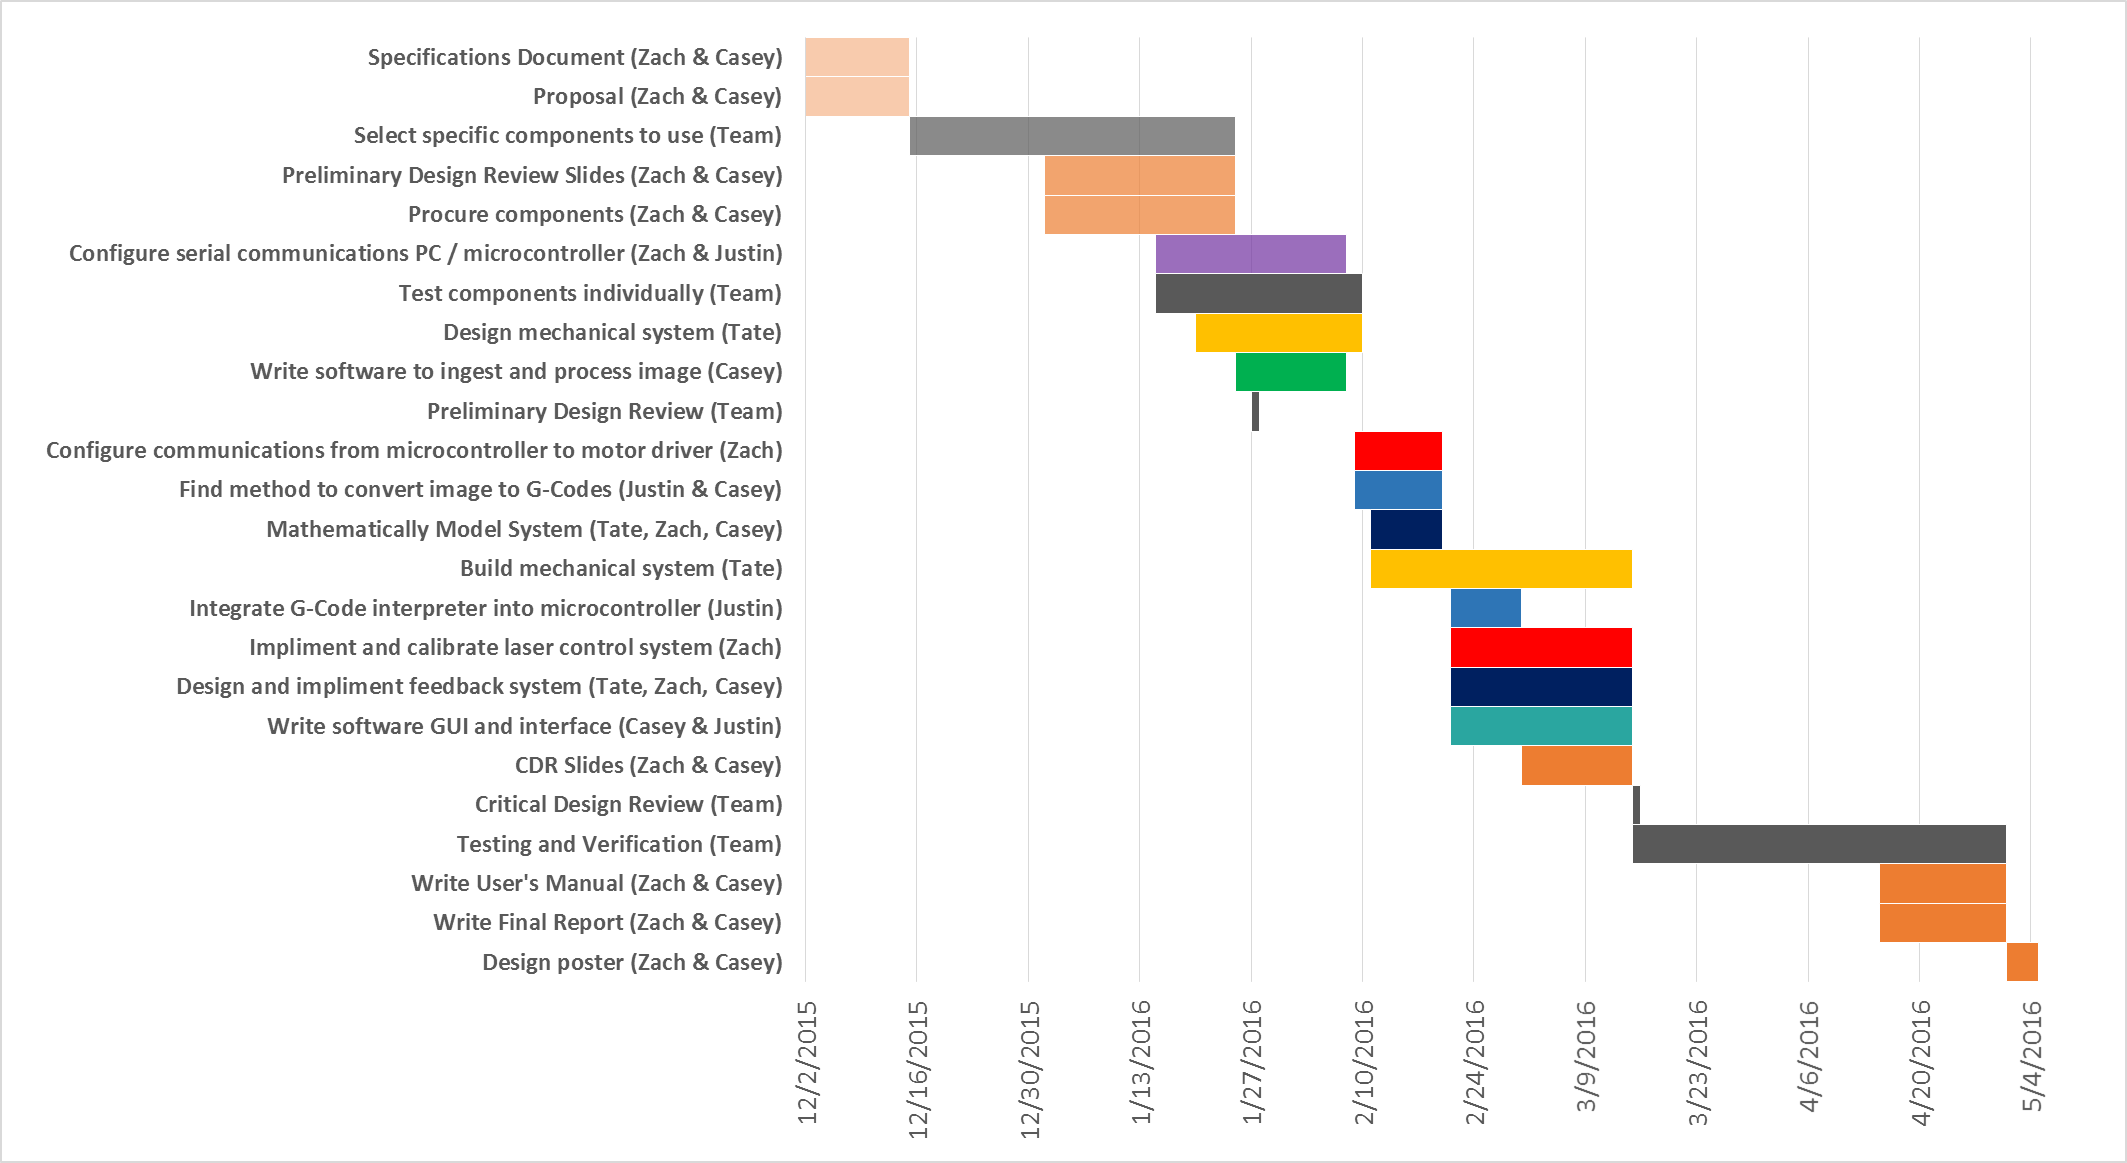 Specifications Document (Zach & Casey)
Proposal (Zach & Casey)
Select specific components to use (Team)
Preliminary Design Review Slides (Zach & Casey)
Procure components (Zach & Casey)
Configure serial communications PC / microcontroller (Zach & Justin)
Test components individually (Team)
Design mechanical system (Tate)
Write software to ingest and process image (Casey)
Preliminary Design Review (Team)
Configure communications from microcontroller to motor driver (Zach)
Find method to convert image to G-Codes (Justin & Casey)
Mathematically Model System (Tate, Zach, Casey)
Build mechanical system (Tate)
Integrate G-Code interpreter into microcontroller (Justin)
Impliment and calibrate laser control system (Zach)
Design and impliment feedback system (Tate, Zach, Casey)
Write software GUI and interface (Casey & Justin)
CDR Slides (Zach & Casey)
Critical Design Review (Team)
Testing and Verification (Team)
Write User's Manual (Zach & Casey)
Write Final Report (Zach & Casey)
Design poster (Zach & Casey)
12/2/2015
12/16/2015
12/30/2015
1/13/2016
1/27/2016
2/10/2016
2/24/2016
3/9/2016
3/23/2016
4/6/2016
4/20/2016
5/4/2016